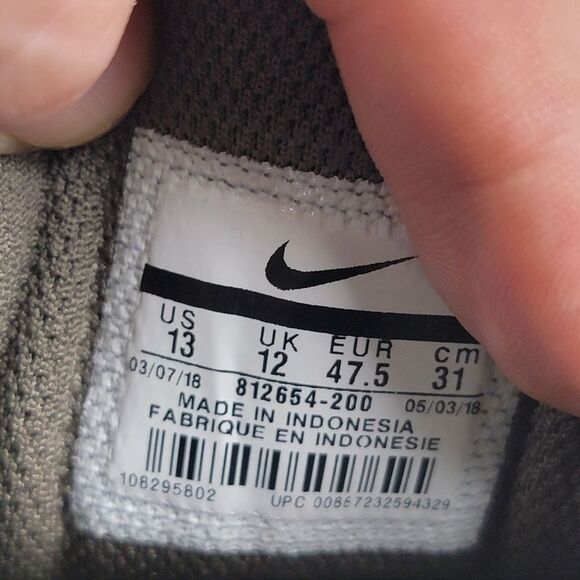 US UK EUR cm
13 12 47.5 31
03/07/18 812654-200 05/03/18
MADE IN INDONESIA
FABRIQUE EN INDONESIE
108295802 UPC 00887232594329